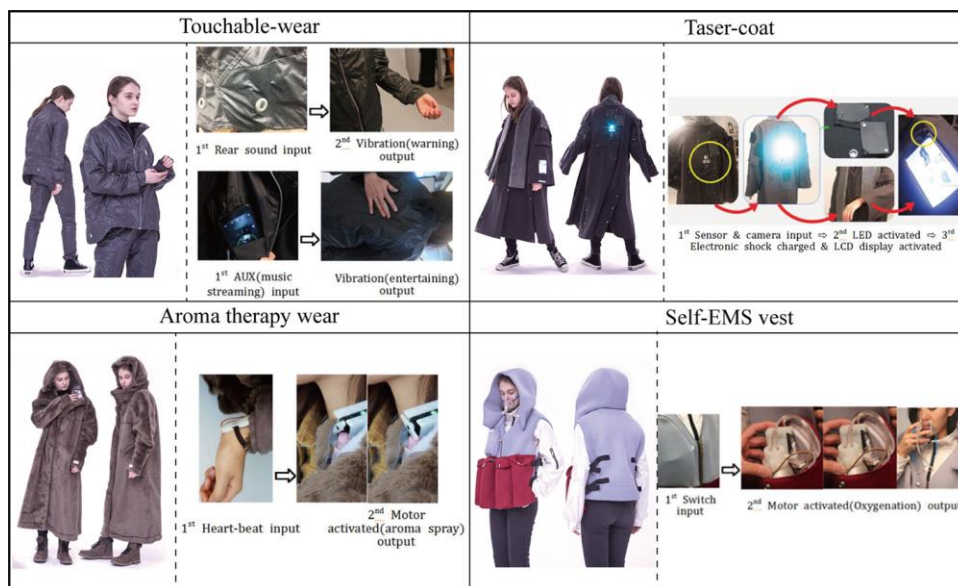 Touchable-wear
1st Rear sound input
2nd Vibration(warning)
output
1st AUX(music
streaming) input
Vibration(entertaining)
output
Taser-coat
1st Sensor & camera input ⇨ 2nd LED activated ⇨ 3rd
Electronic shock charged & LCD display activated
Aroma therapy wear
1st Heart-beat input
2nd Motor
activated(aroma spray)
output
Self-EMS vest
1st Switch
input
2nd Motor activated(Oxygenation) output